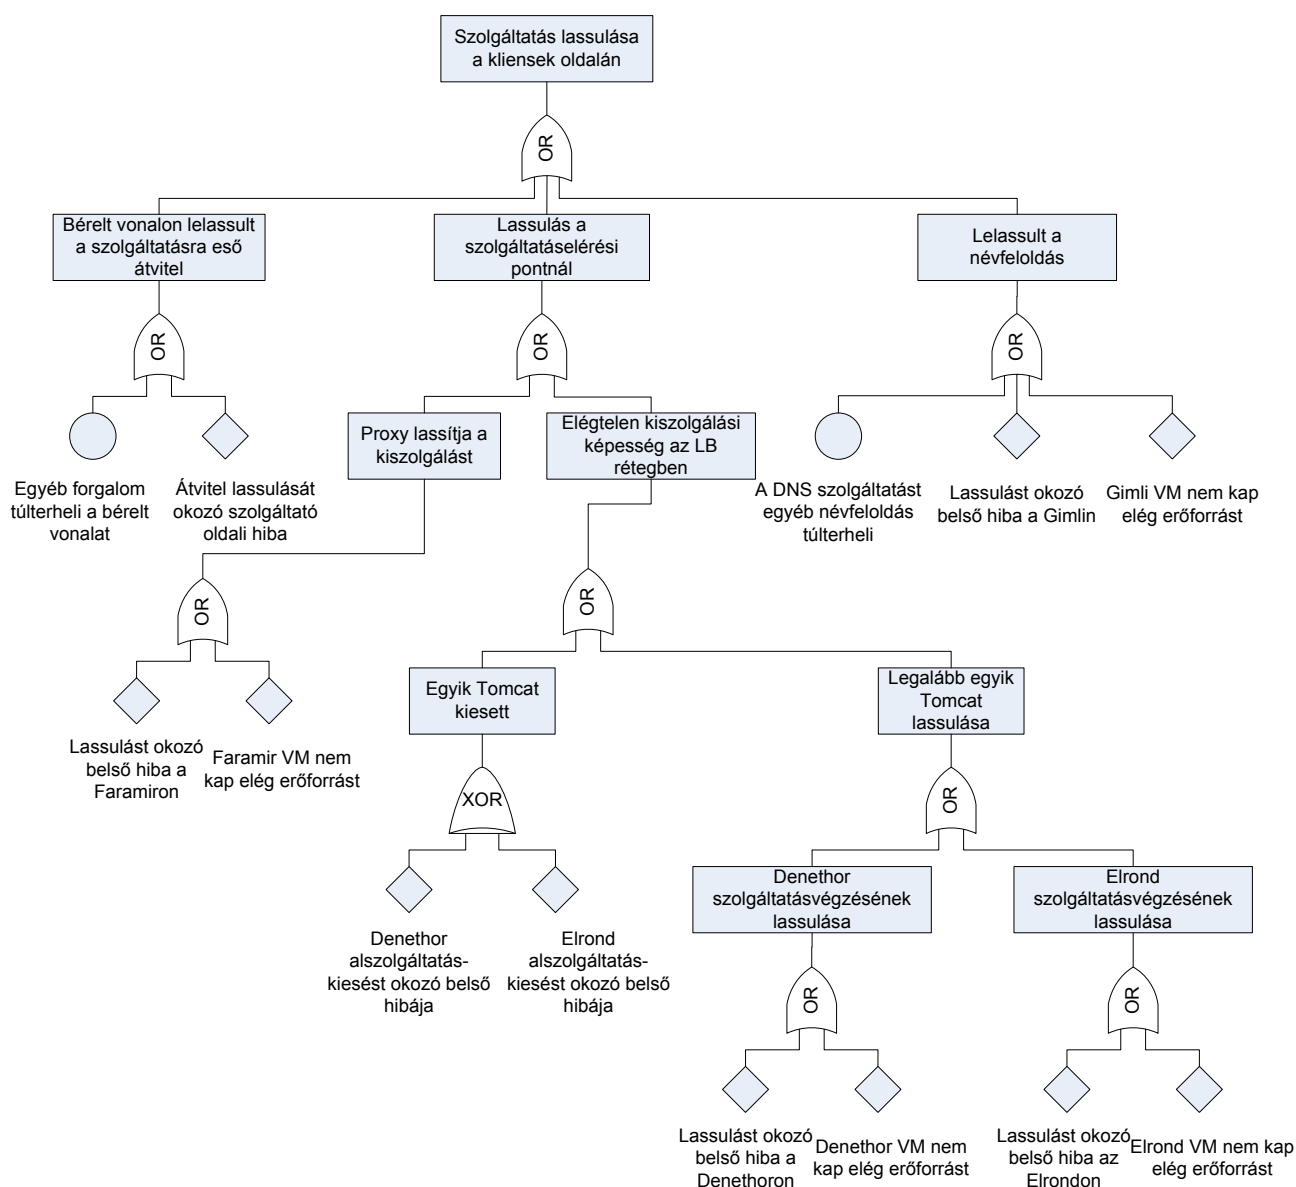 Szolgáltatás lassulása
a kliensek oldalán
OR
Bérelt vonalon lelassult
a szolgáltatásra eső
átvitel
Lassulás a
szolgáltatáselérési
pontnál
Lelassult a
névfeloldás
OR
OR
OR
Egyéb forgalom
túlterheli a bérelt
vonalat
Átvitel lassulását
okozó szolgáltató
oldali hiba
Proxy lassítja a
kiszolgálást
Elégtelen kiszolgálási
képesség az LB
rétegben
A DNS szolgáltatást
egyéb névfeloldás
túlterheli
Lassulást okozó
belső hiba a Gimlin
Gimli VM nem kap
elég erőforrást
OR
OR
Lassulást okozó
belső hiba a
Faramiron
Faramir VM nem
kap elég erőforrást
Egyik Tomcat
kiesett
Legalább egyik
Tomcat
lassulása
XOR
OR
Denethor
alszolgáltatás-
kiesést okozó belső
hibája
Elrond
alszolgáltatás-
kiesést okozó belső
hibája
Denethor
szolgáltatásvégzésének
lassulása
Elrond
szolgáltatásvégzésének
lassulása
OR
OR
Lassulást okozó
belső hiba a
Denethoron
Denethor VM nem
kap elég erőforrást
Lassulást okozó
belső hiba az
Elrondon
Elrond VM nem kap
elég erőforrást